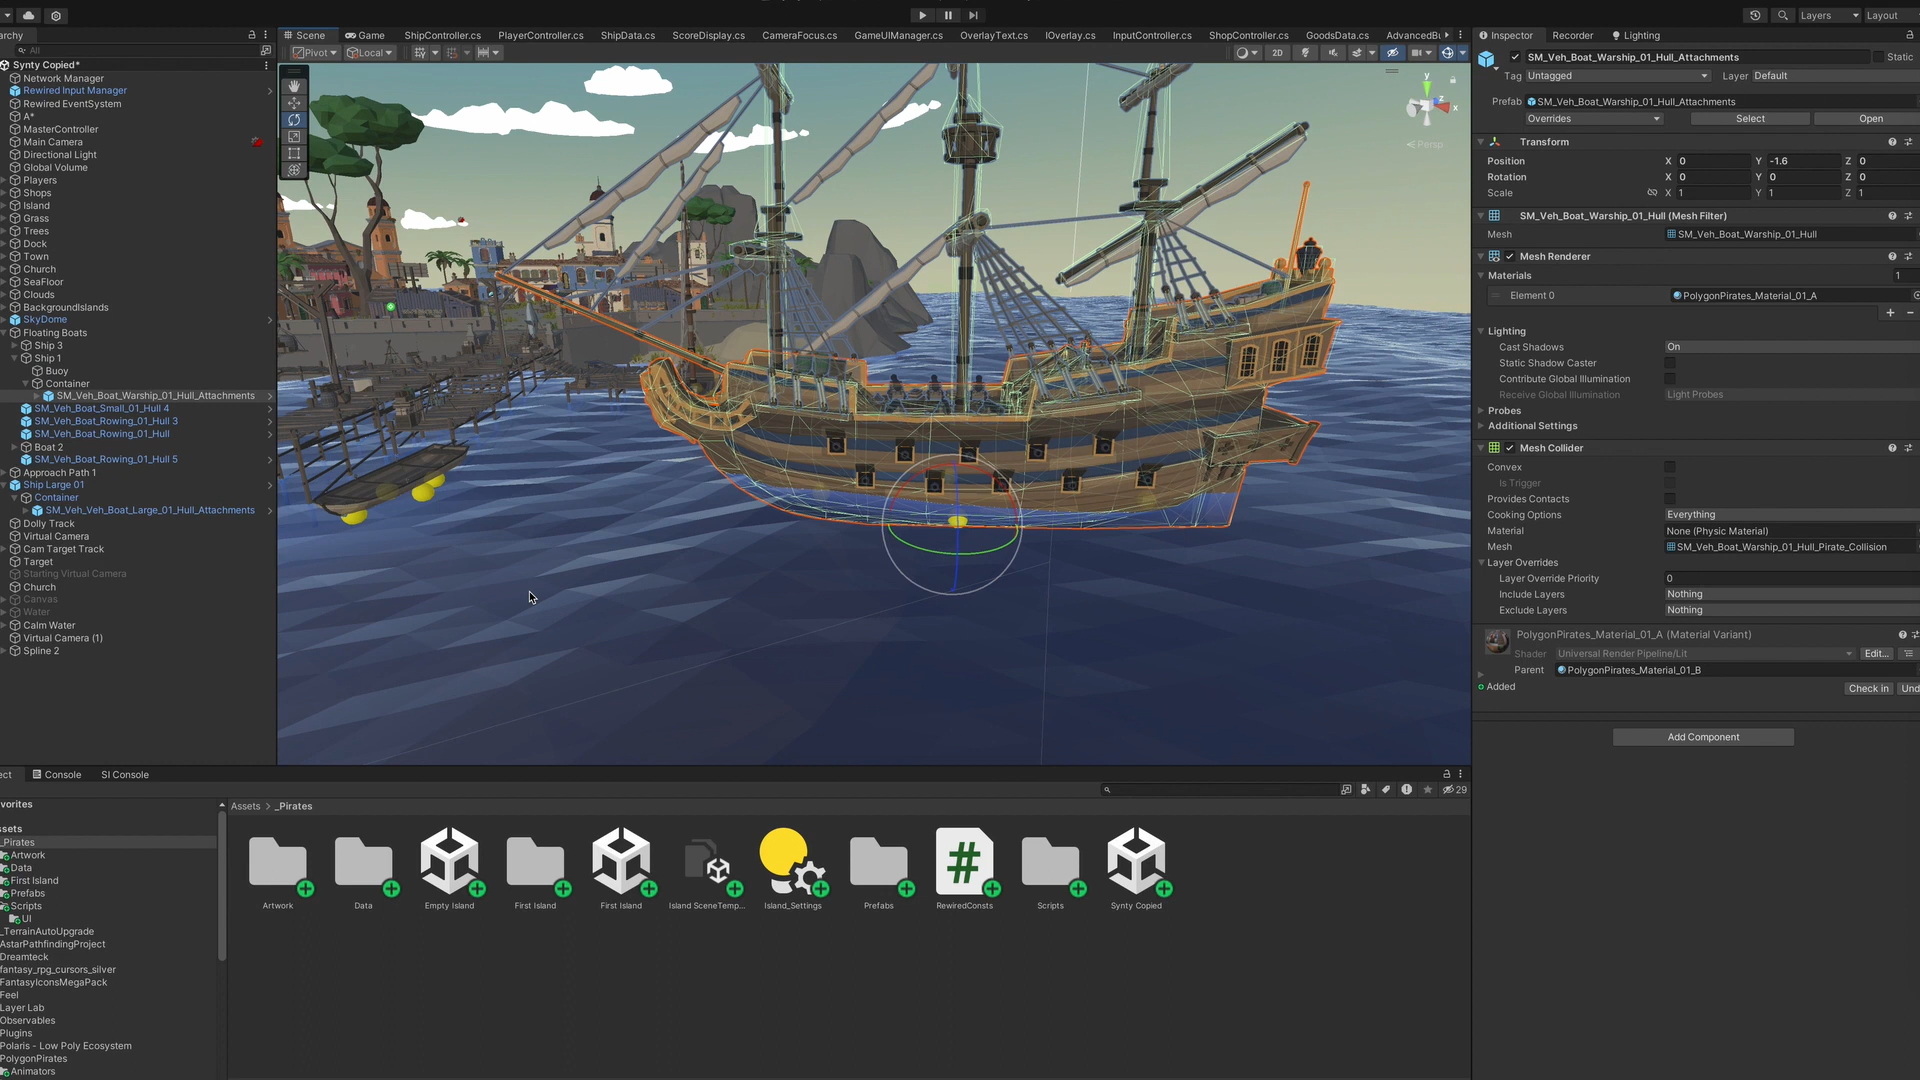 Layers
Layout
archy
Scene
Game
ShipController.cs
PlayerController.cs
ShipData.cs
ScoreDisplay.cs
CameraFocus.cs
GameUIManager.cs
OverlayText.cs
IOverlay.cs
InputController.cs
ShopController.cs
GoodsData.cs
AdvancedBu
Inspector
Recorder
Lighting
All
Pivot
Local
2D
Synty Copied*
Network Manager
Rewired Input Manager
Rewired EventSystem
A*
MasterController
Main Camera
Directional Light
Global Volume
Players
Shops
Island
Grass
Trees
Dock
Town
Church
SeaFloor
Clouds
BackgroundIslands
SkyDome
Floating Boats
Ship 3
Ship 1
Buoy
Container
SM_Veh_Boat_Warship_01_Hull_Attachments
SM_Veh_Boat_Small_01_Hull 4
SM_Veh_Boat_Rowing_01_Hull 3
SM_Veh_Boat_Rowing_01_Hull
Boat 2
SM_Veh_Boat_Rowing_01_Hull 5
Approach Path 1
Ship Large 01
Container
SM_Veh_Veh_Boat_Large_01_Hull_Attachments
Dolly Track
Virtual Camera
Cam Target Track
Target
Starting Virtual Camera
Church
Canvas
Water
Calm Water
Virtual Camera (1)
Spline 2
y
x
z
Persp
SM_Veh_Boat_Warship_01_Hull_Attachments
Static
Tag Untagged
Layer Default
Prefab SM_Veh_Boat_Warship_01_Hull_Attachments
Overrides
Select
Open
Transform
Position X 0 Y -1.6 Z 0
Rotation X 0 Y 0 Z 0
Scale X 1 Y 1 Z 1
SM_Veh_Boat_Warship_01_Hull (Mesh Filter)
Mesh SM_Veh_Boat_Warship_01_Hull
Mesh Renderer
Materials 1
Element 0 PolygonPirates_Material_01_A
Lighting
Cast Shadows On
Static Shadow Caster
Contribute Global Illumination
Receive Global Illumination Light Probes
Probes
Additional Settings
Mesh Collider
Convex
Is Trigger
Provides Contacts
Cooking Options Everything
Material None (Physic Material)
Mesh SM_Veh_Boat_Warship_01_Hull_Pirate_Collision
Layer Overrides
Layer Override Priority 0
Include Layers Nothing
Exclude Layers Nothing
PolygonPirates_Material_01_A (Material Variant)
Shader Universal Render Pipeline/Lit Edit...
Parent PolygonPirates_Material_01_B
Added
Check in
Und
Add Component
ect
Console
SI Console
29
vorites
ssets
_Pirates
Artwork
Data
First Island
Prefabs
Scripts
UI
_TerrainAutoUpgrade
AstarPathfindingProject
Dreamteck
fantasy_rpg_cursors_silver
FantasyIconsMegaPack
Feel
Layer Lab
Observables
Plugins
Polaris - Low Poly Ecosystem
PolygonPirates
Animators
Assets > _Pirates
Artwork
Data
Empty Island
First Island
First Island
Island SceneTemp...
Island_Settings
Prefabs
RewiredConsts
Scripts
Synty Copied